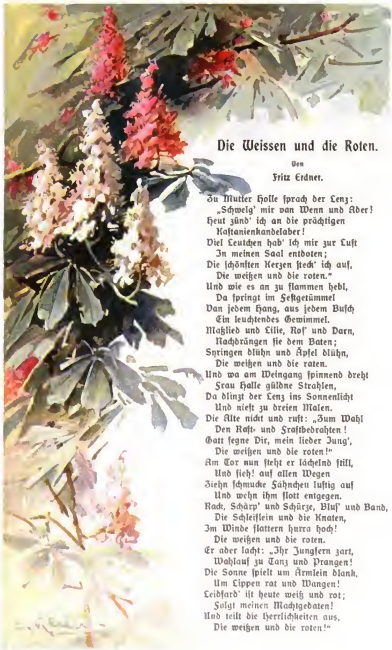 Die Weissen und die Roten.
Von
Fritz Erdner.
Zu Mutter Holle sprach der Lenz:
„Schweig' mir von Wenn und Aber!
Heut zünd' ich an die prächtigen
Kastanienkandelaber!
Viel Leutchen hab' ich mir zur Luft
In meinen Saal entboten;
Die schönsten Kerzen steck' ich auf,
Die weißen und die roten.“
Und wie es an zu flammen hebt,
Da springt im Festgetümmel
Von jedem Hang, aus jedem Busch
Ein leuchtendes Gewimmel.
Maßlieb und Lilie, Ros' und Dorn,
Nachdrängen sie dem Boten;
Syringen blühn und Äpfel blühn,
Die weißen und die roten.
Und wo am Weingang spinnend dreht
Frau Holle güldne Strahlen,
Da blinzt der Lenz ins Sonnenlicht
Und niest zu dreien Malen.
Die Alte nickt und ruft: „Zum Wahl
Den Rost- und Frostbedrohten!
Gott segne Dir, mein lieber Jung',
Die weißen und die roten!“
Am Tor nun steht er lächelnd still,
Und sieh! auf allen Wegen
Ziehn schmucke Fähnchen lustig auf
Und wehn ihm flott entgegen.
Rock, Schärp' und Schürze, Blus' und Band,
Die Schleiflein und die Knoten,
Im Winde flattern hurra hoch!
Die weißen und die roten.
Er aber lacht: „Ihr Jungfern zart,
Wohlauf zu Tanz und Prangen!
Die Sonne spielt um Ärmlein blank,
Um Lippen rot und Wangen!
Leibfarb' ist heute weiß und rot;
Folgt meinen Machtgeboten!
Und teilt die Herrlichkeiten aus,
Die weißen und die roten!“